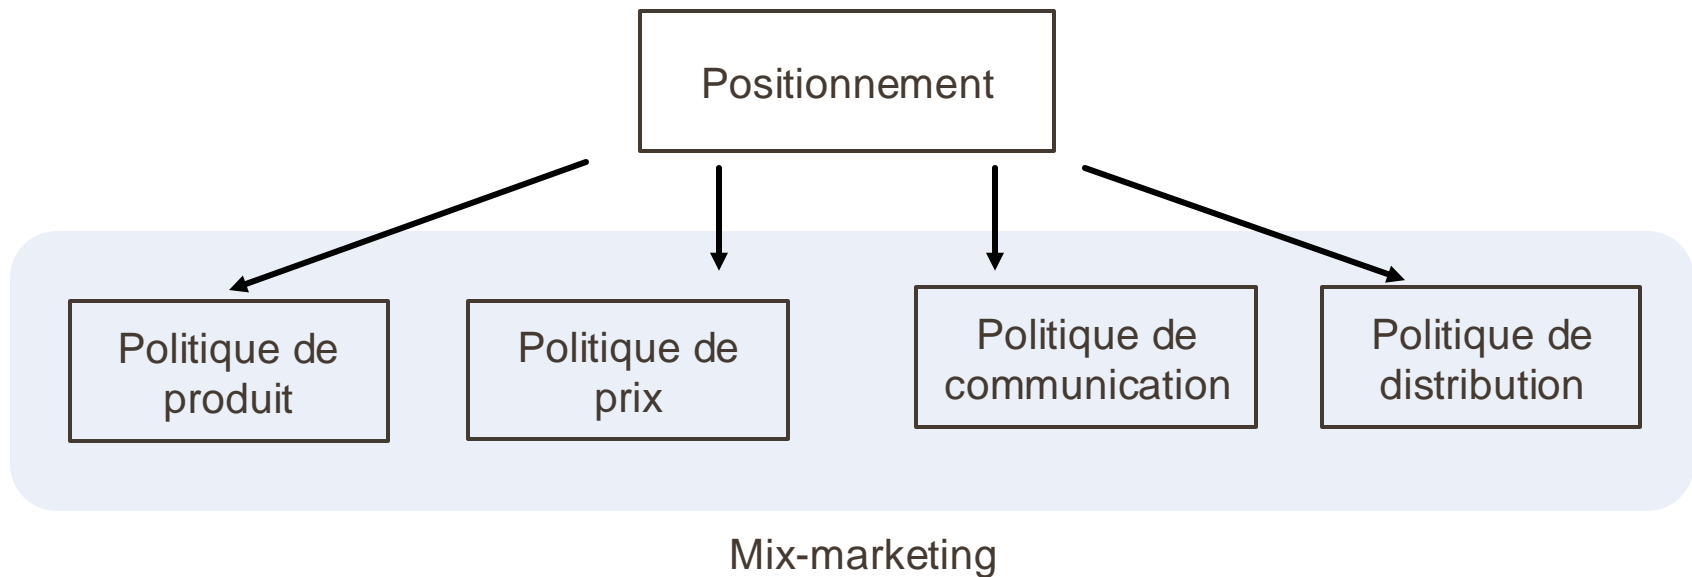 Positionnement
Politique de
produit
Politique de
prix
Politique de
communication
Politique de
distribution
Mix-marketing